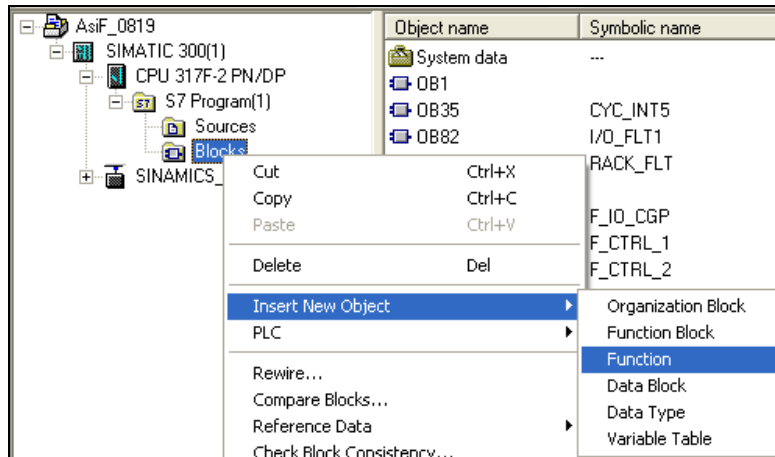 AsiF_0819
SIMATIC 300(1)
CPU 317F-2 PN/DP
S7 Program(1)
Sources
Blocks
SINAMICS_
Object name Symbolic name
System data ---
OB1
OB35 CYC_INT5
OB82 I/O_FLT1
RACK_FLT
F_IO_CGP
F_CTRL_1
F_CTRL_2
Cut Ctrl+X
Copy Ctrl+C
Paste Ctrl+V
Delete Del
Insert New Object
PLC
Rewire...
Compare Blocks...
Reference Data
Check Block Consistency...
Organization Block
Function Block
Function
Data Block
Data Type
Variable Table